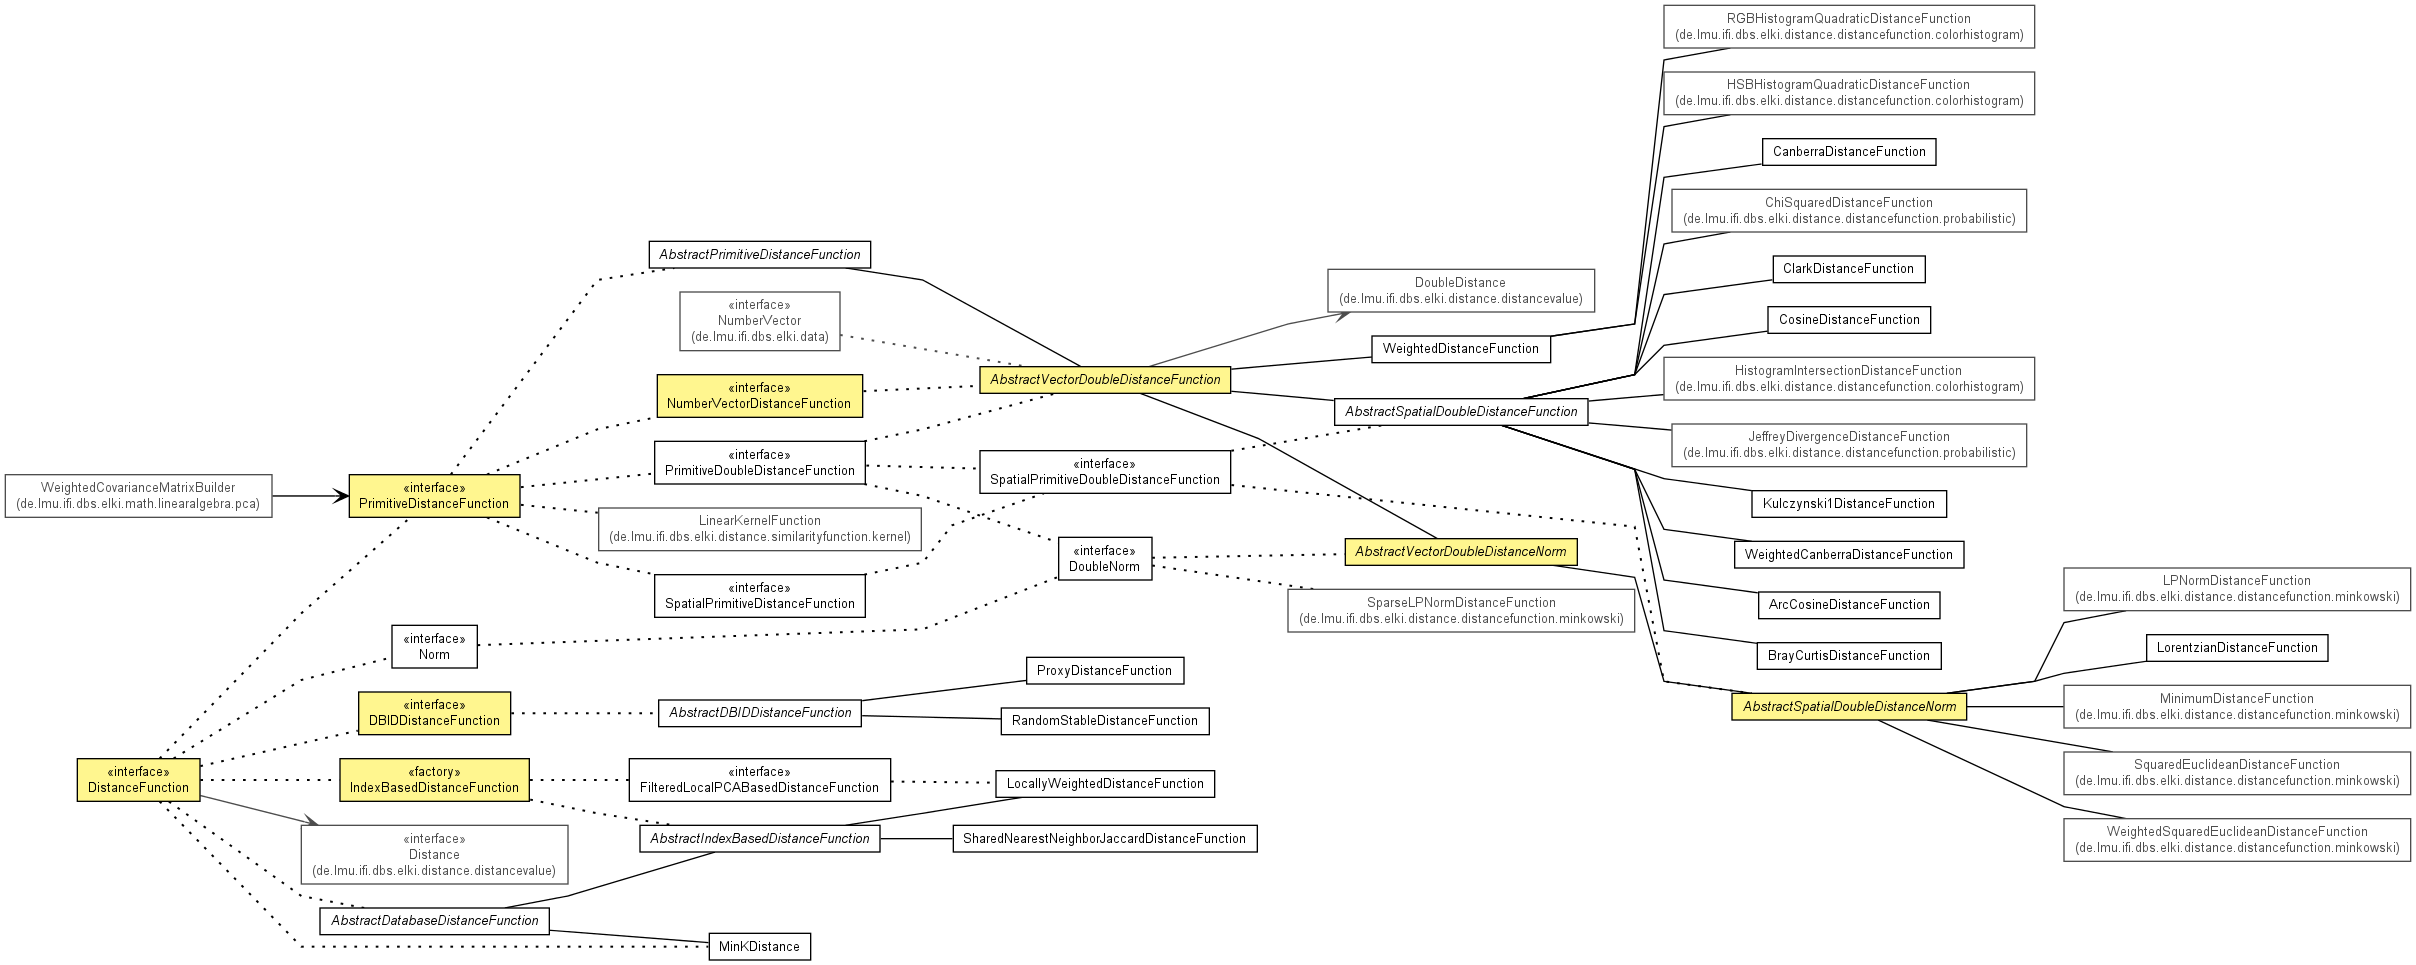 RGBHistogramQuadraticDistanceFunction
(de.lmu.ifi.dbs.elki.distance.distancefunction.colorhistogram)
HSBHistogramQuadraticDistanceFunction
(de.lmu.ifi.dbs.elki.distance.distancefunction.colorhistogram)
CanberraDistanceFunction
ChiSquaredDistanceFunction
(de.lmu.ifi.dbs.elki.distance.distancefunction.probabilistic)
AbstractPrimitiveDistanceFunction
ClarkDistanceFunction
DoubleDistance
(de.lmu.ifi.dbs.elki.distance.distancevalue)
«interface»
NumberVector
(de.lmu.ifi.dbs.elki.data)
CosineDistanceFunction
WeightedDistanceFunction
HistogramIntersectionDistanceFunction
(de.lmu.ifi.dbs.elki.distance.distancefunction.colorhistogram)
AbstractVectorDoubleDistanceFunction
«interface»
NumberVectorDistanceFunction
AbstractSpatialDoubleDistanceFunction
JeffreyDivergenceDistanceFunction
(de.lmu.ifi.dbs.elki.distance.distancefunction.probabilistic)
«interface»
PrimitiveDoubleDistanceFunction
«interface»
SpatialPrimitiveDoubleDistanceFunction
WeightedCovarianceMatrixBuilder
(de.lmu.ifi.dbs.elki.math.linearalgebra.pca)
«interface»
PrimitiveDistanceFunction
Kulczynski1DistanceFunction
LinearKernelFunction
(de.lmu.ifi.dbs.elki.distance.similarityfunction.kernel)
«interface»
DoubleNorm
AbstractVectorDoubleDistanceNorm
WeightedCanberraDistanceFunction
«interface»
SpatialPrimitiveDistanceFunction
SparseLPNormDistanceFunction
(de.lmu.ifi.dbs.elki.distance.distancefunction.minkowski)
ArcCosineDistanceFunction
LPNormDistanceFunction
(de.lmu.ifi.dbs.elki.distance.distancefunction.minkowski)
«interface»
Norm
BrayCurtisDistanceFunction
LorentzianDistanceFunction
ProxyDistanceFunction
«interface»
DBIDDistanceFunction
AbstractDBIDDistanceFunction
RandomStableDistanceFunction
AbstractSpatialDoubleDistanceNorm
MinimumDistanceFunction
(de.lmu.ifi.dbs.elki.distance.distancefunction.minkowski)
«interface»
DistanceFunction
«factory»
IndexBasedDistanceFunction
«interface»
FilteredLocalPCABasedDistanceFunction
LocallyWeightedDistanceFunction
SquaredEuclideanDistanceFunction
(de.lmu.ifi.dbs.elki.distance.distancefunction.minkowski)
«interface»
Distance
(de.lmu.ifi.dbs.elki.distance.distancevalue)
AbstractIndexBasedDistanceFunction
SharedNearestNeighborJaccardDistanceFunction
WeightedSquaredEuclideanDistanceFunction
(de.lmu.ifi.dbs.elki.distance.distancefunction.minkowski)
AbstractDatabaseDistanceFunction
MinKDistance